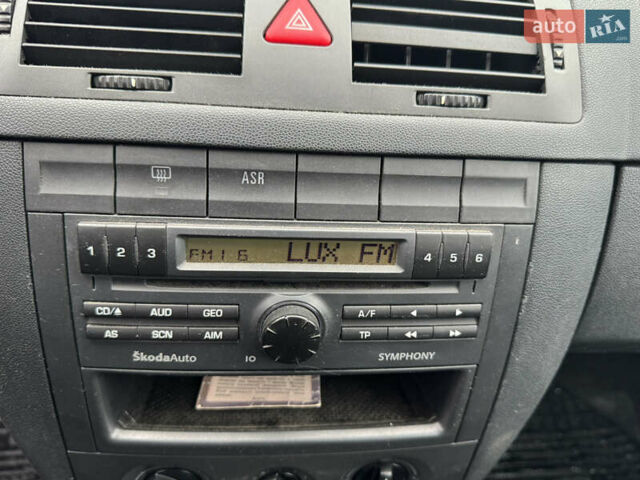 auto RIA .com
ASR
1 2 3 FM1 6 LUX FM 4 5 6
CD/⏏ AUD GEO A/F ◀ ▶
AS SCN AIM TP ◀◀ ▶▶
ŠkodaAuto IO SYMPHONY